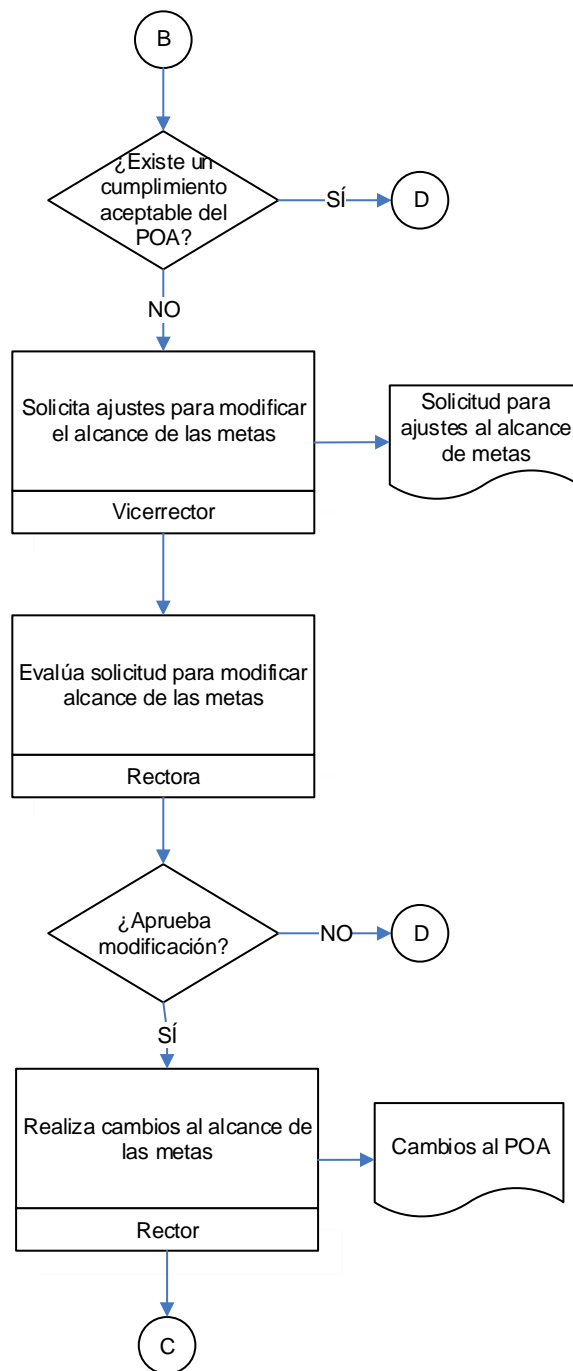 B
¿Existe un
cumplimiento
aceptable del
POA?
SÍ
D
NO
Solicita ajustes para modificar
el alcance de las metas
Vicerrector
Solicitud para
ajustes al alcance
de metas
Evalúa solicitud para modificar
alcance de las metas
Rectora
¿Aprueba
modificación?
NO
D
SÍ
Realiza cambios al alcance de
las metas
Rector
Cambios al POA
C